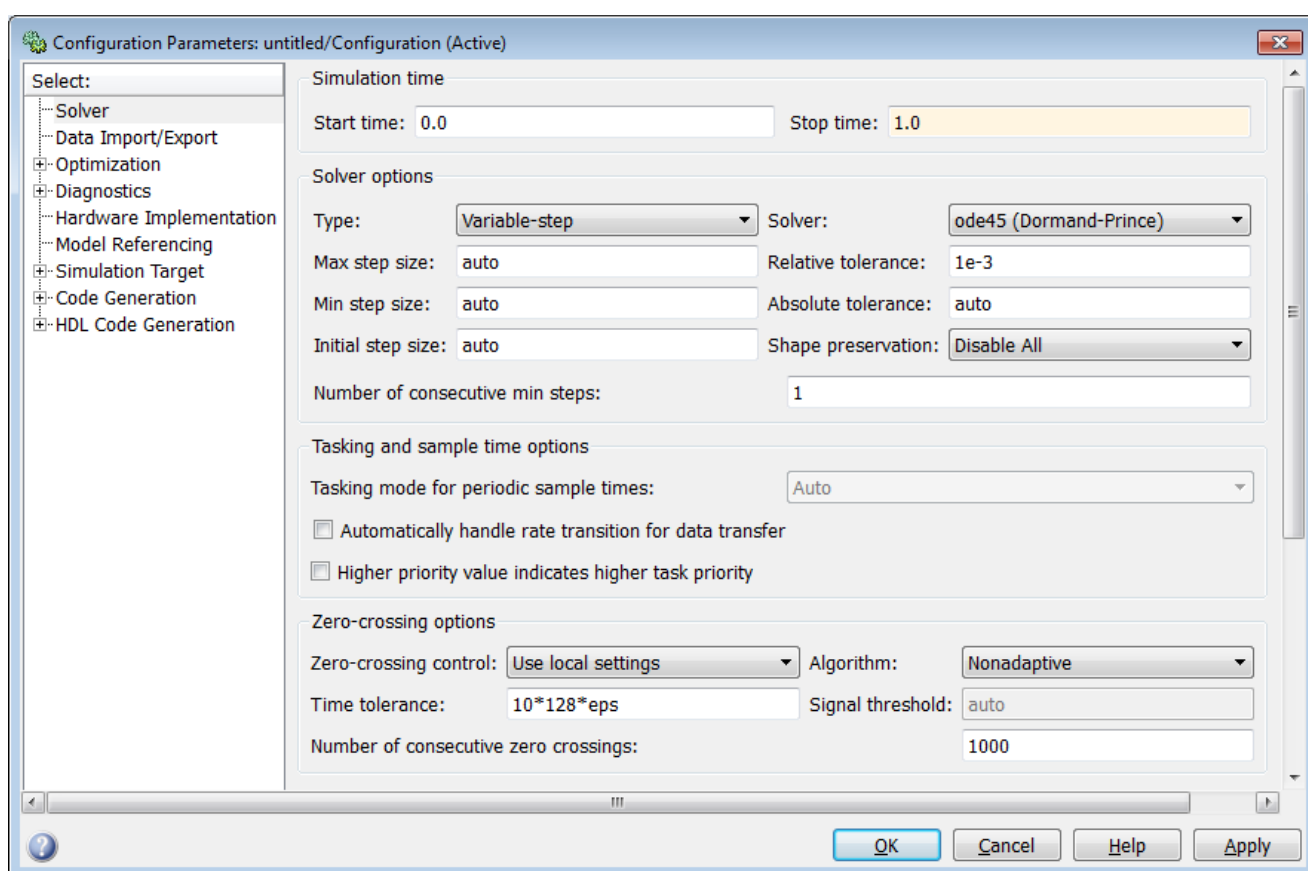 Configuration Parameters: untitled/Configuration (Active)
Select:
Solver
Data Import/Export
Optimization
Diagnostics
Hardware Implementation
Model Referencing
Simulation Target
Code Generation
HDL Code Generation
Simulation time
Start time: 0.0 Stop time: 1.0
Solver options
Type: Variable-step Solver: ode45 (Dormand-Prince)
Max step size: auto Relative tolerance: 1e-3
Min step size: auto Absolute tolerance: auto
Initial step size: auto Shape preservation: Disable All
Number of consecutive min steps: 1
Tasking and sample time options
Tasking mode for periodic sample times: Auto
Automatically handle rate transition for data transfer
Higher priority value indicates higher task priority
Zero-crossing options
Zero-crossing control: Use local settings Algorithm: Nonadaptive
Time tolerance: 10*128*eps Signal threshold: auto
Number of consecutive zero crossings: 1000
OK Cancel Help Apply